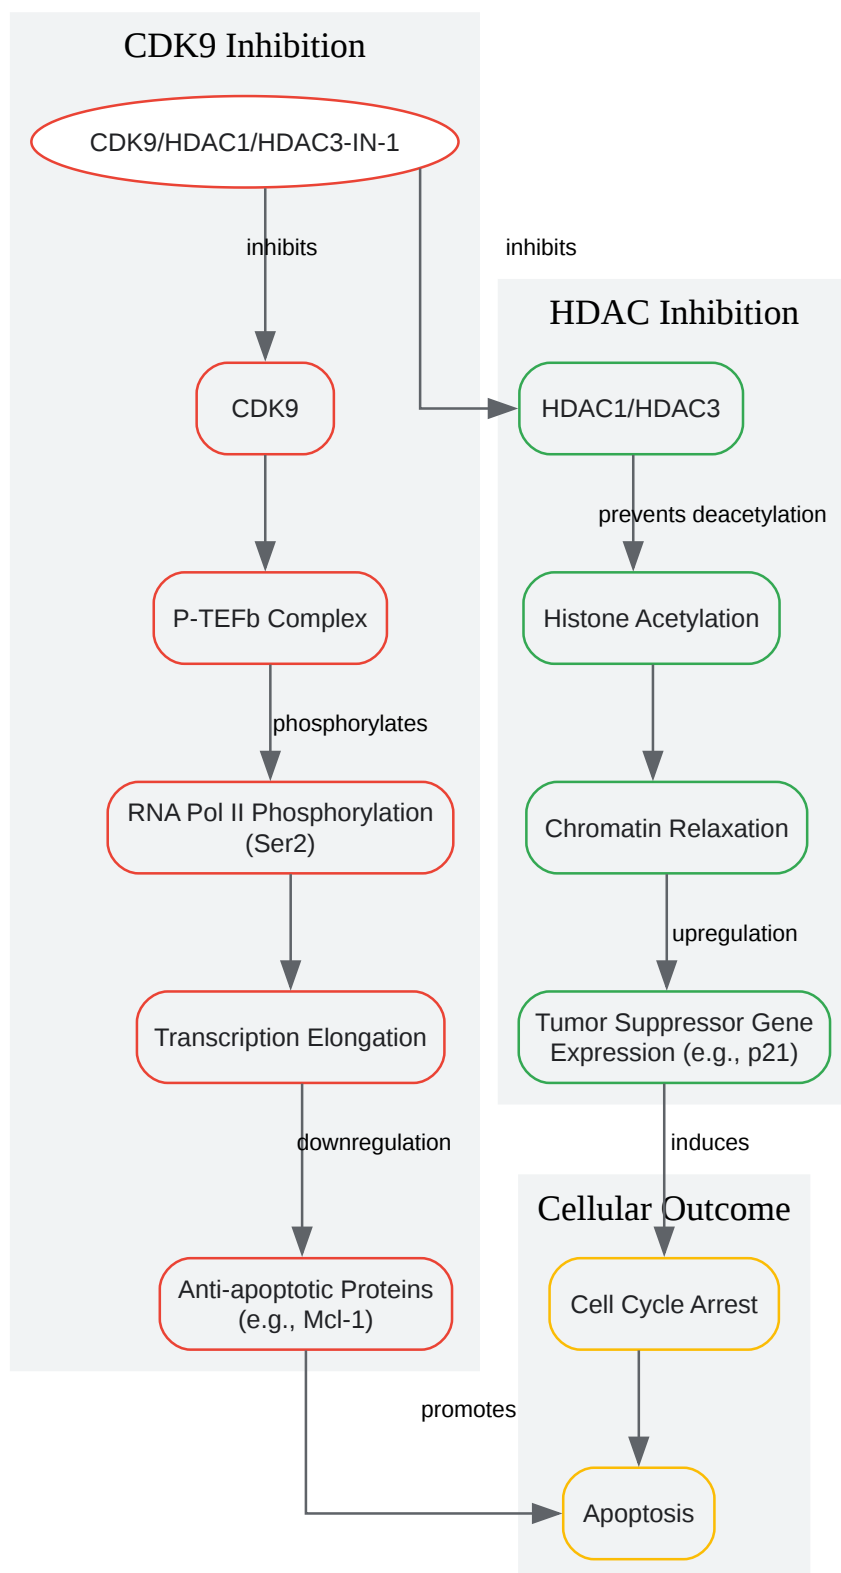 CDK9 Inhibition
CDK9/HDAC1/HDAC3-IN-1
inhibits
inhibits
HDAC Inhibition
CDK9
HDAC1/HDAC3
prevents deacetylation
P-TEFb Complex
Histone Acetylation
phosphorylates
RNA Pol II Phosphorylation
(Ser2)
Chromatin Relaxation
upregulation
Transcription Elongation
Tumor Suppressor Gene
Expression (e.g., p21)
downregulation
induces
Cellular Outcome
Anti-apoptotic Proteins
(e.g., Mcl-1)
Cell Cycle Arrest
promotes
Apoptosis